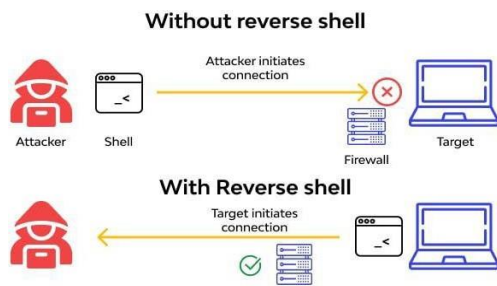 Without reverse shell
Attacker initiates
connection
_<
Attacker
Shell
Firewall
Target
With Reverse shell
Target initiates
connection
_<